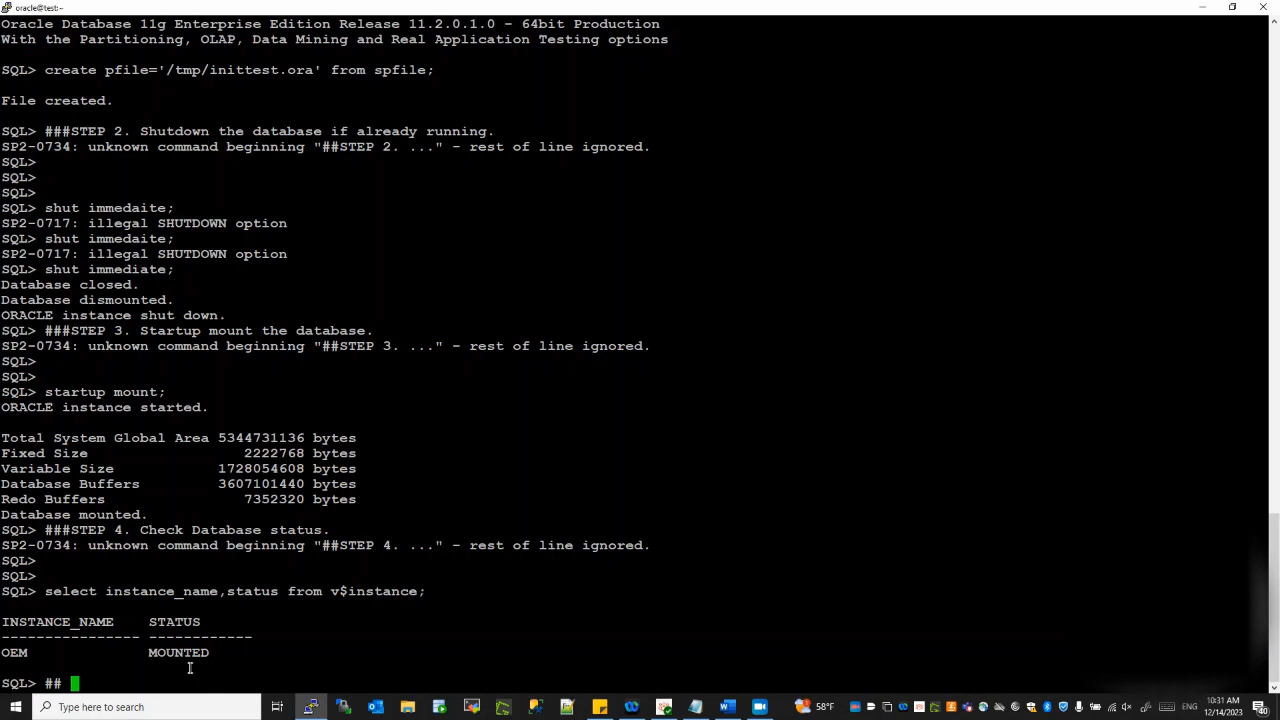 oracle@test:~
Oracle Database 11g Enterprise Edition Release 11.2.0.1.0 - 64bit Production
With the Partitioning, OLAP, Data Mining and Real Application Testing options
SQL> create pfile='/tmp/inittest.ora' from spfile;
File created.
SQL> ###STEP 2. Shutdown the database if already running.
SP2-0734: unknown command beginning "##STEP 2. ..." - rest of line ignored.
SQL>
SQL>
SQL>
SQL> shut immedaite;
SP2-0717: illegal SHUTDOWN option
SQL> shut immedaite;
SP2-0717: illegal SHUTDOWN option
SQL> shut immediate;
Database closed.
Database dismounted.
ORACLE instance shut down.
SQL> ###STEP 3. Startup mount the database.
SP2-0734: unknown command beginning "##STEP 3. ..." - rest of line ignored.
SQL>
SQL>
SQL> startup mount;
ORACLE instance started.
Total System Global Area 5344731136 bytes
Fixed Size 2222768 bytes
Variable Size 1728054608 bytes
Database Buffers 3607101440 bytes
Redo Buffers 7352320 bytes
Database mounted.
SQL> ###STEP 4. Check Database status.
SP2-0734: unknown command beginning "##STEP 4. ..." - rest of line ignored.
SQL>
SQL>
SQL> select instance_name,status from v$instance;
INSTANCE_NAME STATUS
---------------- ------------
OEM MOUNTED
SQL> ##
Type here to search
58°F
ENG
10:31 AM
12/14/2023